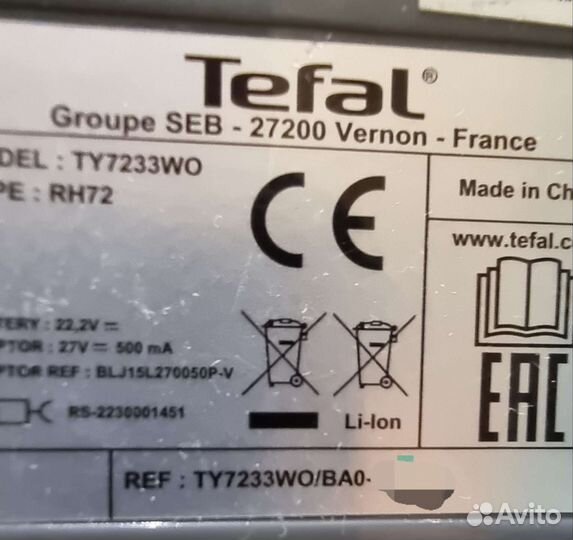 Tefal®
Groupe SEB - 27200 Vernon - France
DEL : TY7233WO
PE : RH72
CE
Made in Ch
www.tefal.c
TERY : 22,2V
PTOR : 27V 500 mA
PTOR REF : BLJ15L270050P-V
RS-2230001451
Li-Ion
EAC
REF : TY7233WO/BA0-
Avito